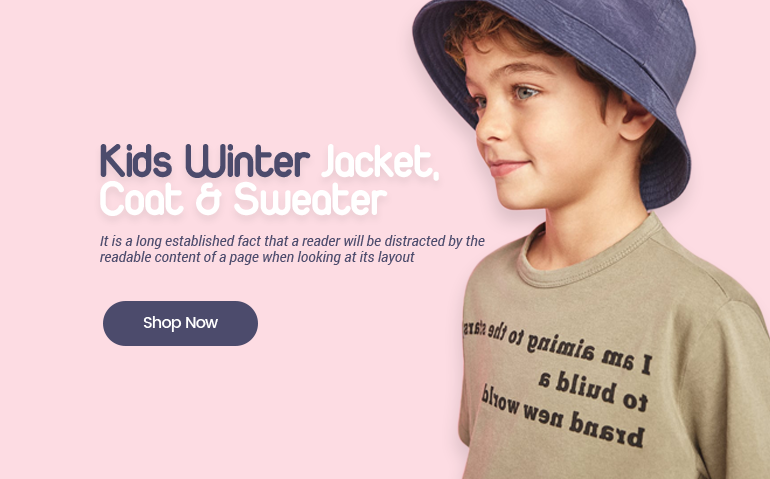 Kids Winter Jacket,
Coat & Sweater
It is a long established fact that a reader will be distracted by the
readable content of a page when looking at its layout
Shop Now
I am aiming to the stars
to build a
brand new world